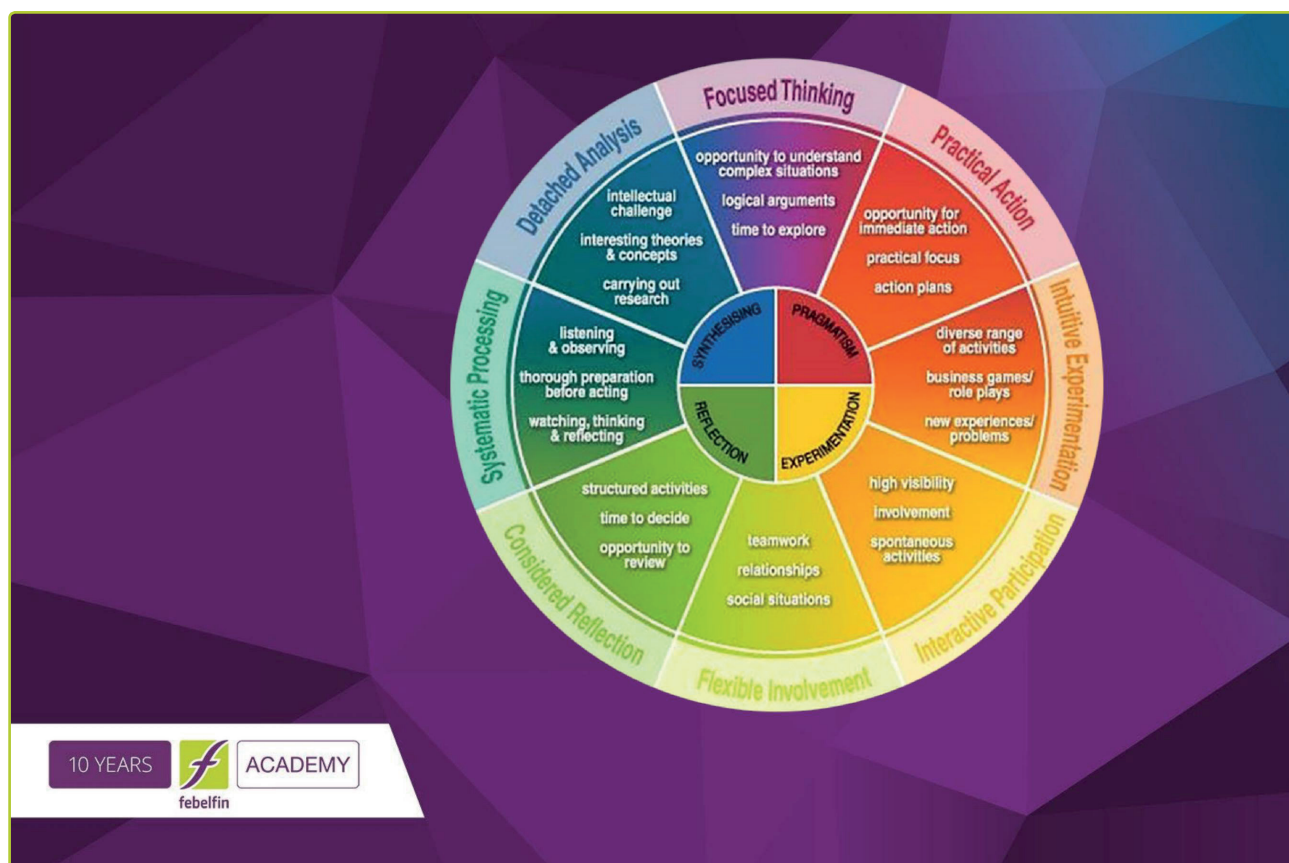 Focused Thinking
opportunity to understand
complex situations
logical arguments
time to explore
Practical Action
opportunity for
immediate action
practical focus
action plans
Intuitive Experimentation
diverse range
of activities
business games/
role plays
new experiences/
problems
Interactive Participation
high visibility
involvement
spontaneous
activities
Flexible Involvement
teamwork
relationships
social situations
Considered Reflection
structured activities
time to decide
opportunity to
review
Systematic Processing
listening
& observing
thorough preparation
before acting
watching, thinking
& reflecting
Detached Analysis
intellectual
challenge
interesting theories
& concepts
carrying out
research
SYNTHESISING
PRAGMATISM
REFLECTION
EXPERIMENTATION
10 YEARS
f
ACADEMY
febelfin